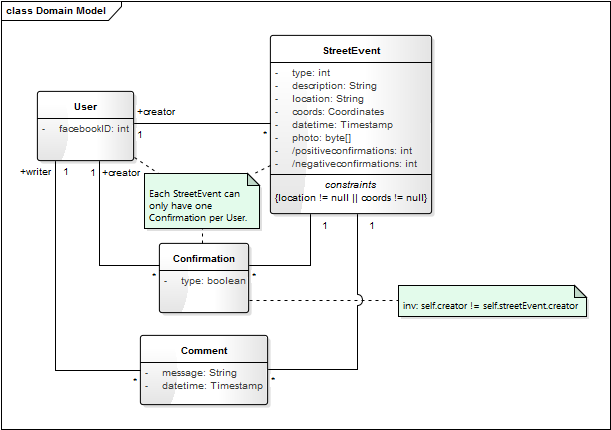 class Domain Model
StreetEvent
- type: int
- description: String
- location: String
- coords: Coordinates
- datetime: Timestamp
- photo: byte[]
- /positiveconfirmations: int
- /negativeconfirmations: int
constraints
{location != null || coords != null}
User
- facebookID: int
+creator
1
*
+writer
1
1
+creator
Each StreetEvent can
only have one
Confirmation per User.
1
1
Confirmation
- type: boolean
*
*
inv: self.creator != self.streetEvent.creator
Comment
- message: String
- datetime: Timestamp
*
*